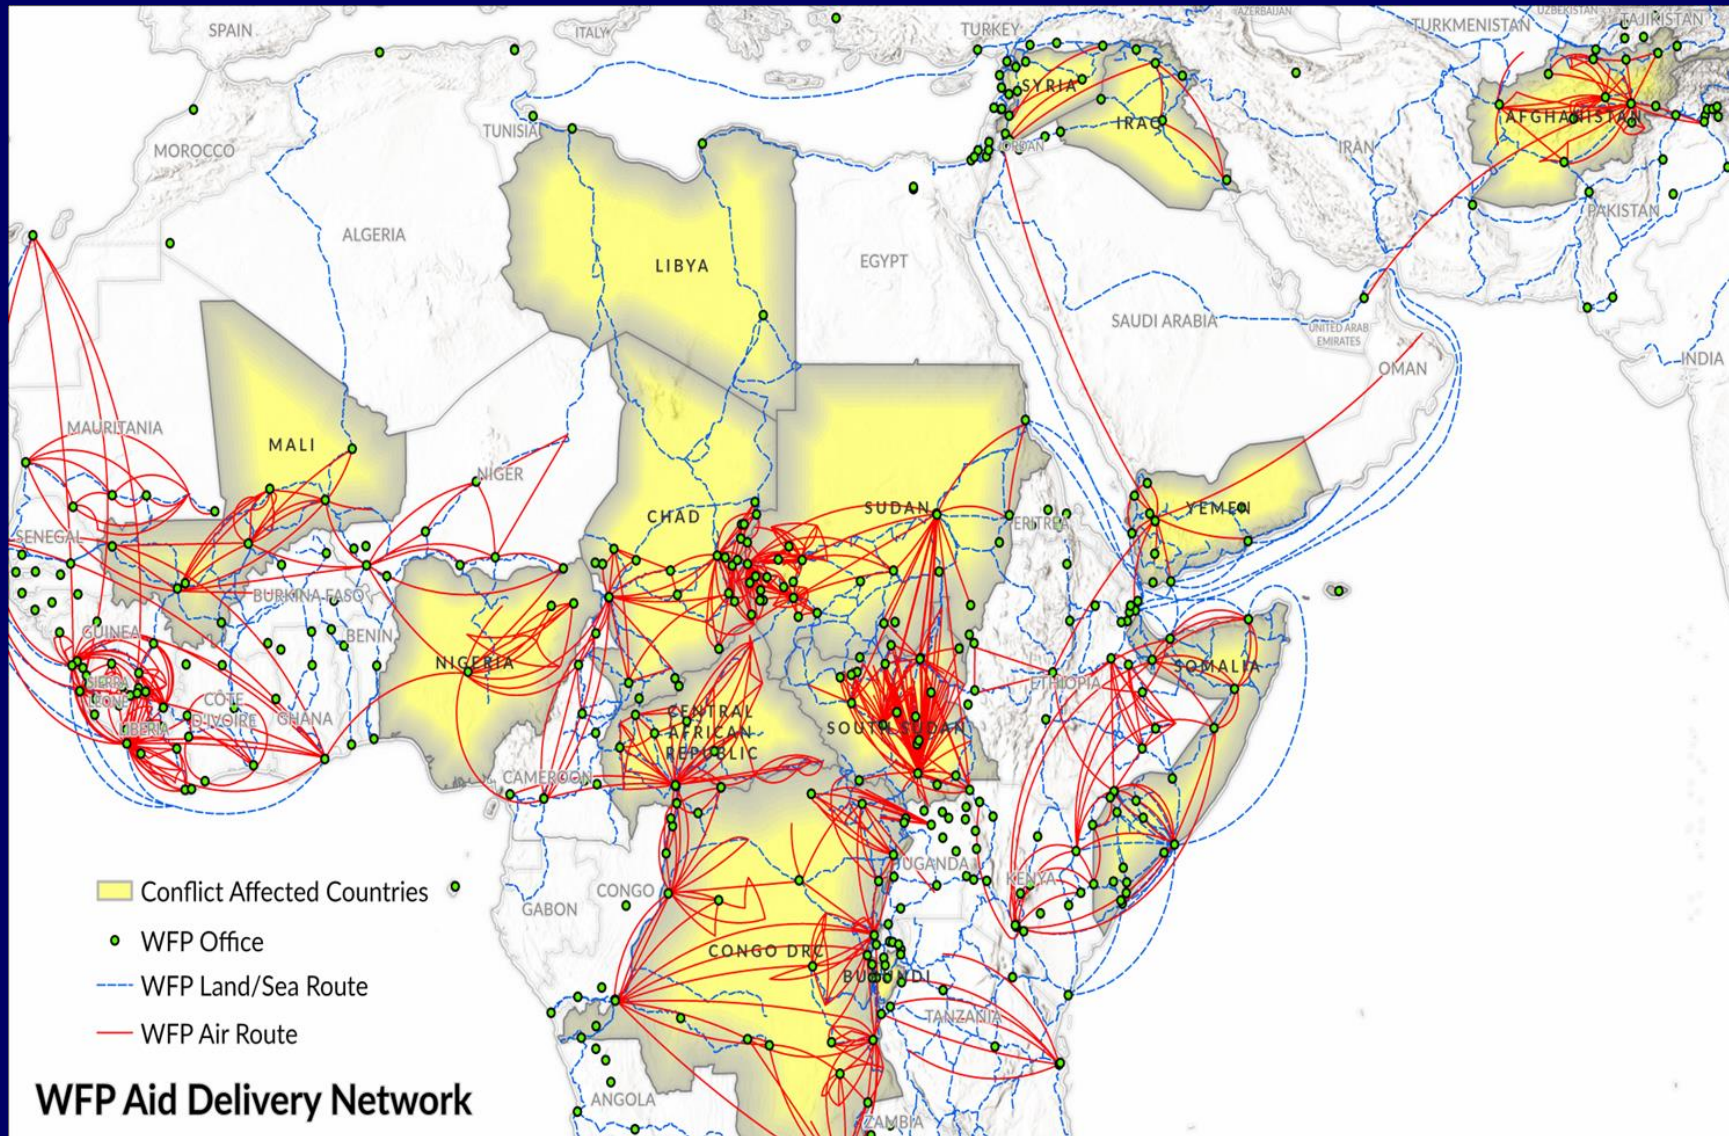 SPAIN
ITALY
TURKEY
AZERBAIJAN
TURKMENISTAN
UZBEKISTAN
TAJIKISTAN
SYRIA
AFGHANISTAN
TUNISIA
IRAQ
MOROCCO
JORDAN
IRAN
PAKISTAN
ALGERIA
LIBYA
EGYPT
SAUDI ARABIA
UNITED ARAB
EMIRATES
OMAN
INDIA
MAURITANIA
MALI
NIGER
CHAD
SUDAN
YEMEN
ERITREA
SENEGAL
BURKINA FASO
GUINEA
BENIN
NIGERIA
SOMALIA
SIERRA
LEONE
CÔTE
D'IVOIRE
GHANA
ETHIOPIA
LIBERIA
CENTRAL
AFRICAN
REPUBLIC
SOUTH SUDAN
CAMEROON
UGANDA
KENYA
CONGO
GABON
CONGO DRC
BURUNDI
TANZANIA
ANGOLA
ZAMBIA
Conflict Affected Countries
WFP Office
WFP Land/Sea Route
WFP Air Route
WFP Aid Delivery Network